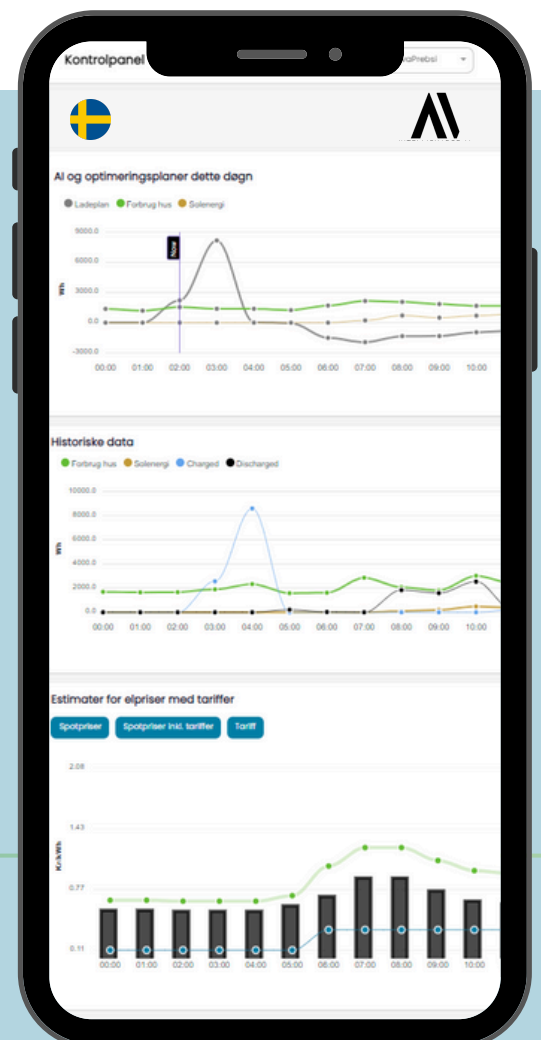 Kontrolpanel
AI og optimeringsplaner dette døgn
Ladeplan Forbrug hus Solenergi
9000.0
6000.0
3000.0
0.0
-3000.0
Wh
Now
00:00 01:00 02:00 03:00 04:00 05:00 06:00 07:00 08:00 09:00 10:00
Historiske data
Forbrug hus Solenergi Charged Discharged
10000.0
8000.0
6000.0
4000.0
2000.0
0.0
Wh
00:00 01:00 02:00 03:00 04:00 05:00 06:00 07:00 08:00 09:00 10:00
Estimater for elpriser med tariffer
Spotpriser Spotpriser inkl. tariffer Tariff
2.08
1.43
0.77
0.11
Kr/kWh
00:00 01:00 02:00 03:00 04:00 05:00 06:00 07:00 08:00 09:00 10:00